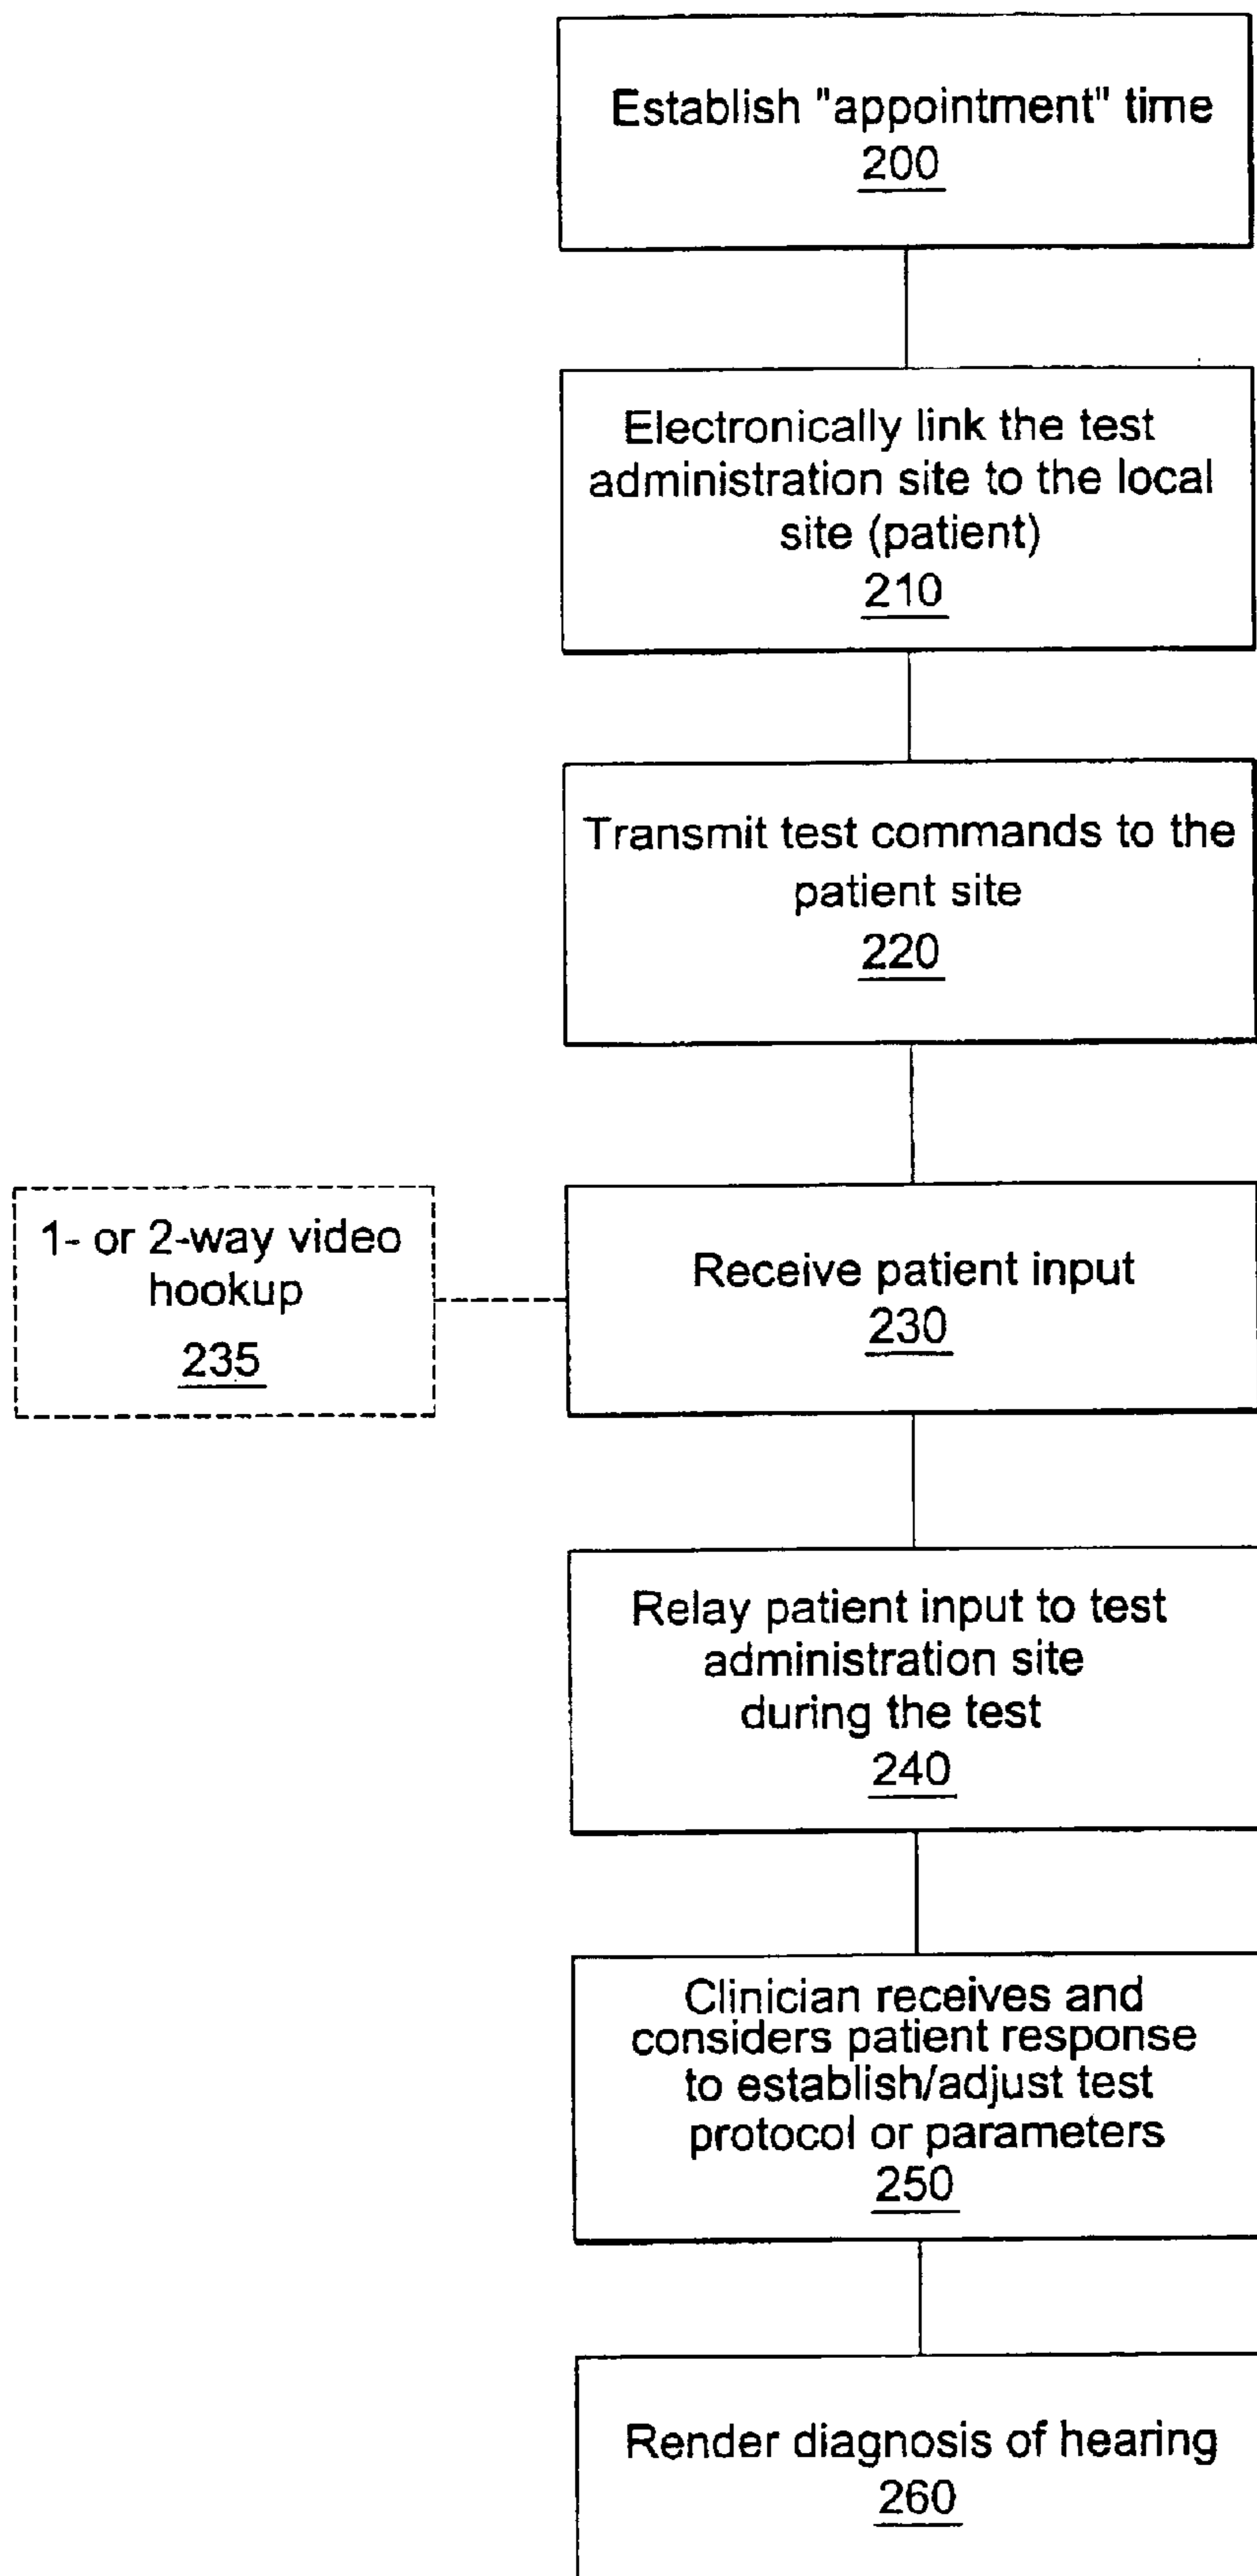 Establish "appointment" time
200
Electronically link the test
administration site to the local
site (patient)
210
Transmit test commands to the
patient site
220
1- or 2-way video
hookup
235
Receive patient input
230
Relay patient input to test
administration site
during the test
240
Clinician receives and
considers patient response
to establish/adjust test
protocol or parameters
250
Render diagnosis of hearing
260